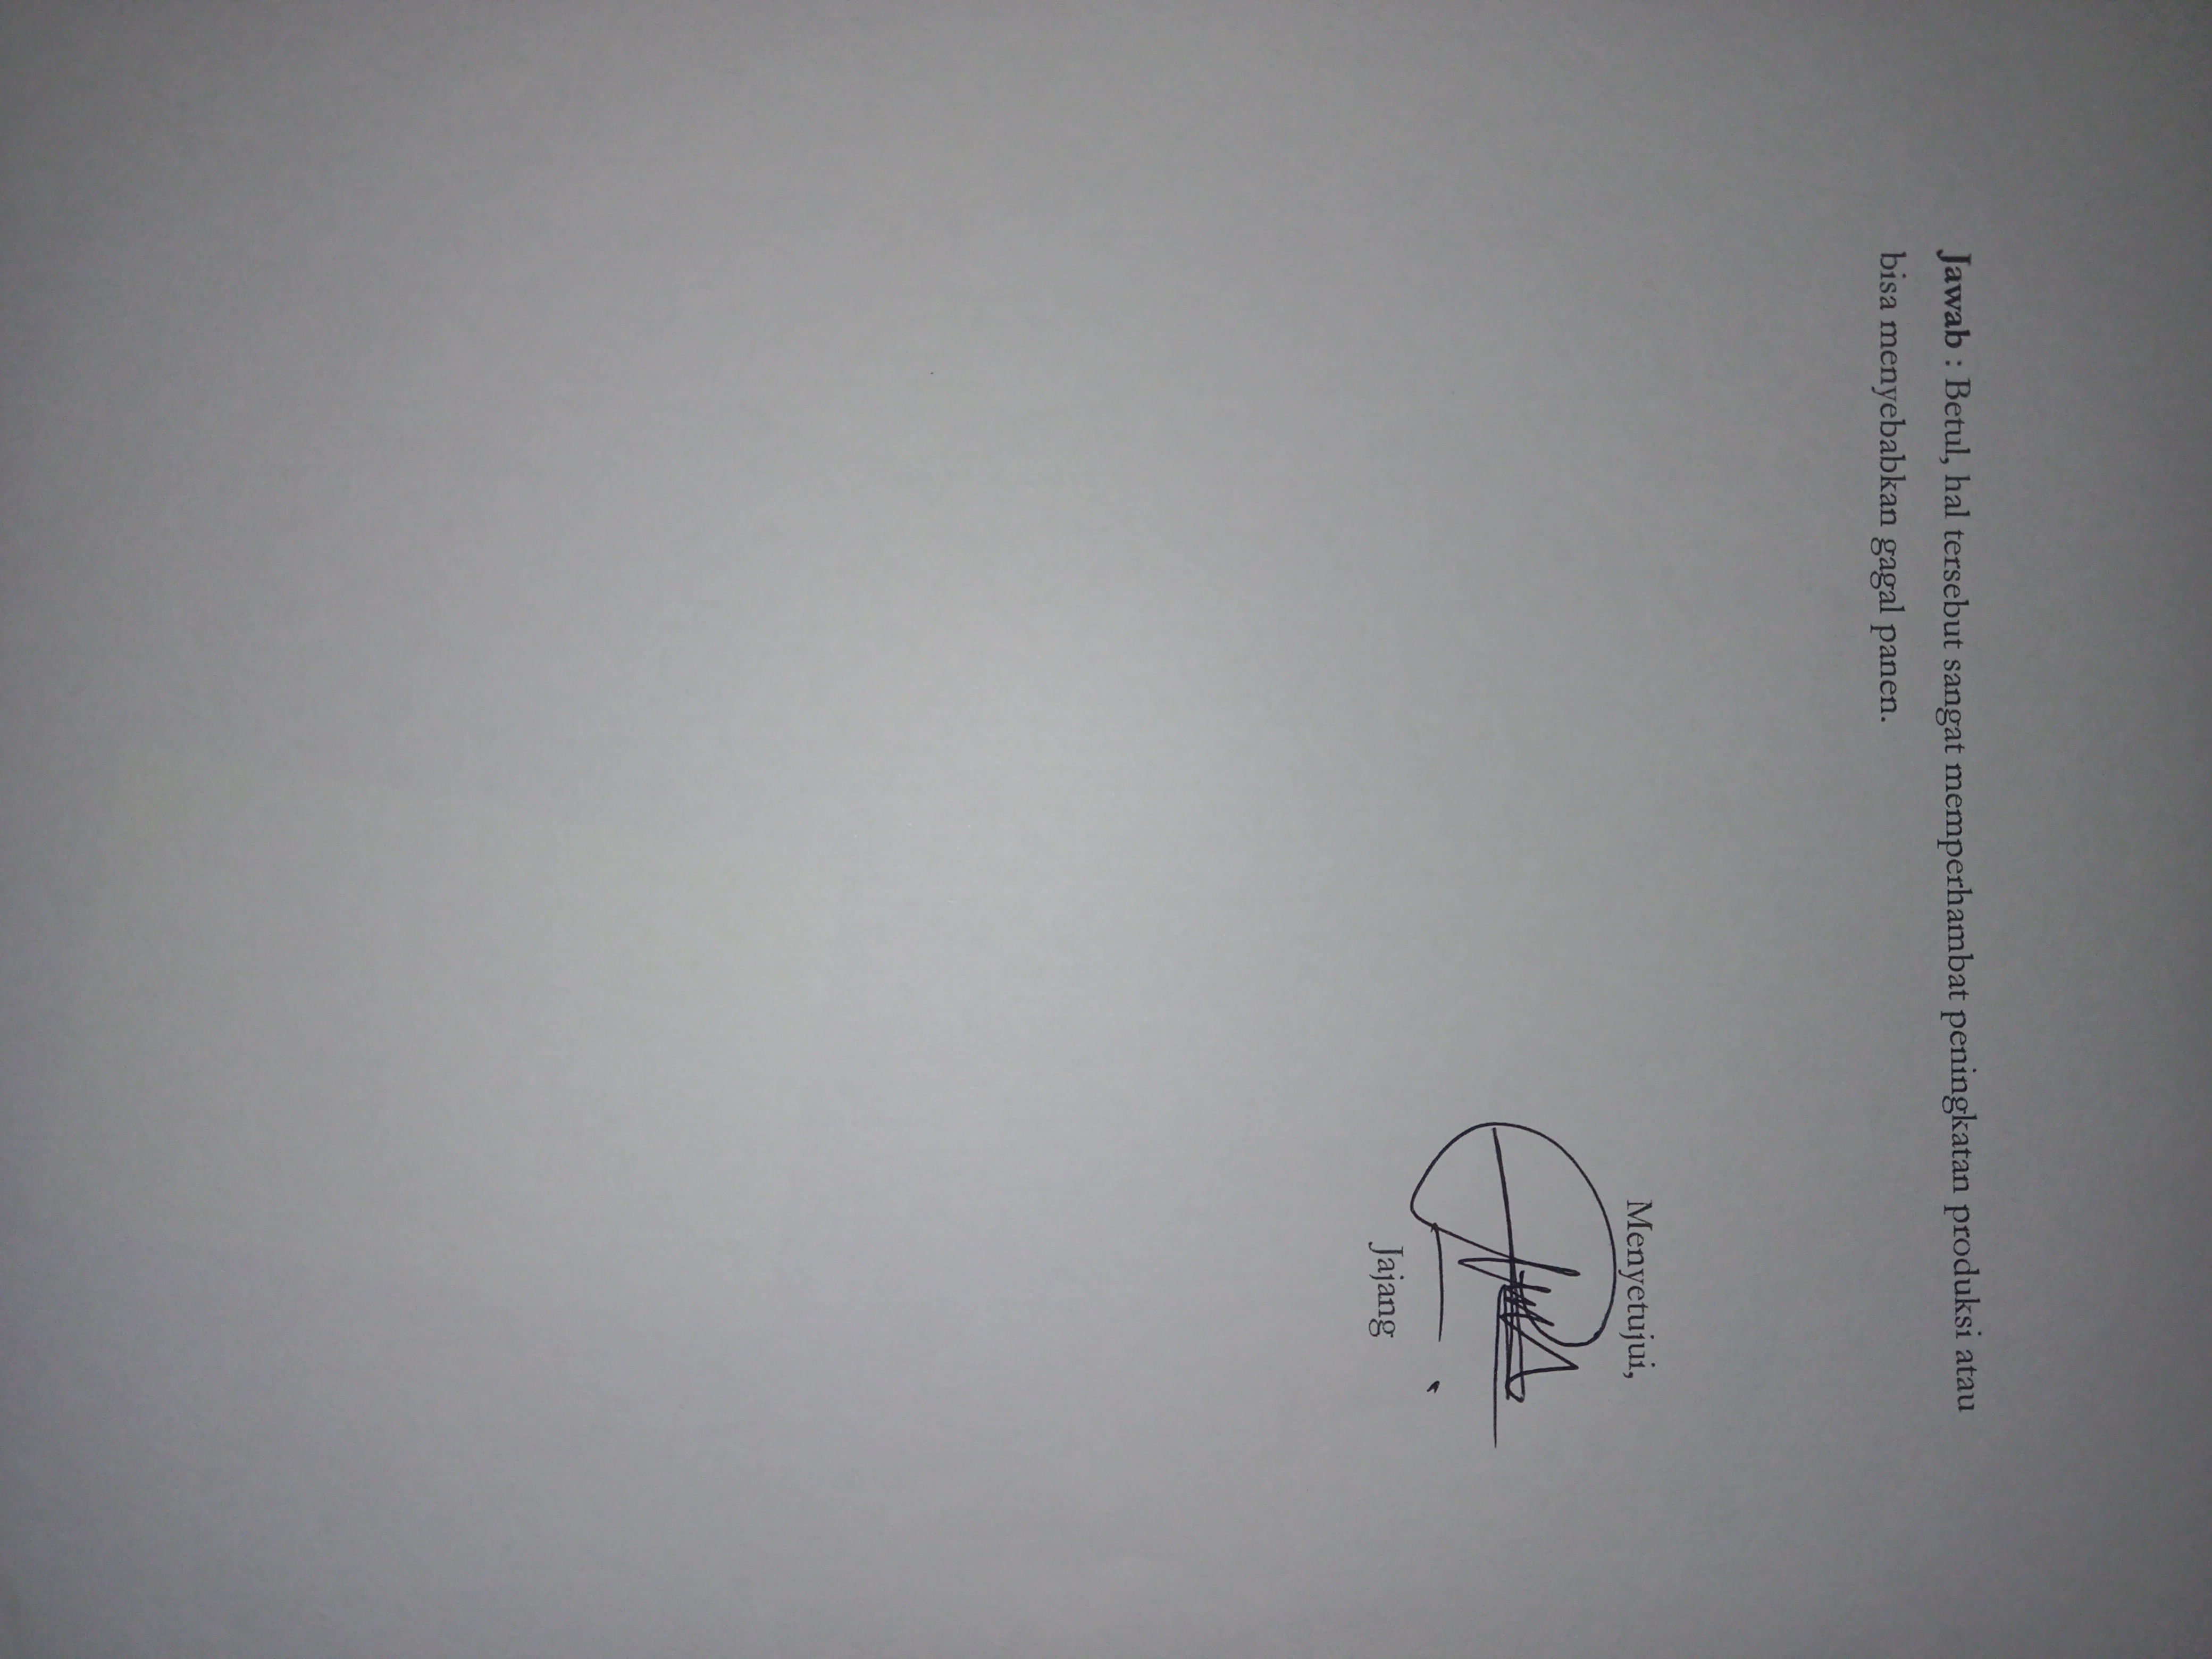 Jawab : Betul, hal tersebut sangat memperhambat peningkatan produksi atau
bisa menyebabkan gagal panen.
Menyetujui,
Jajang